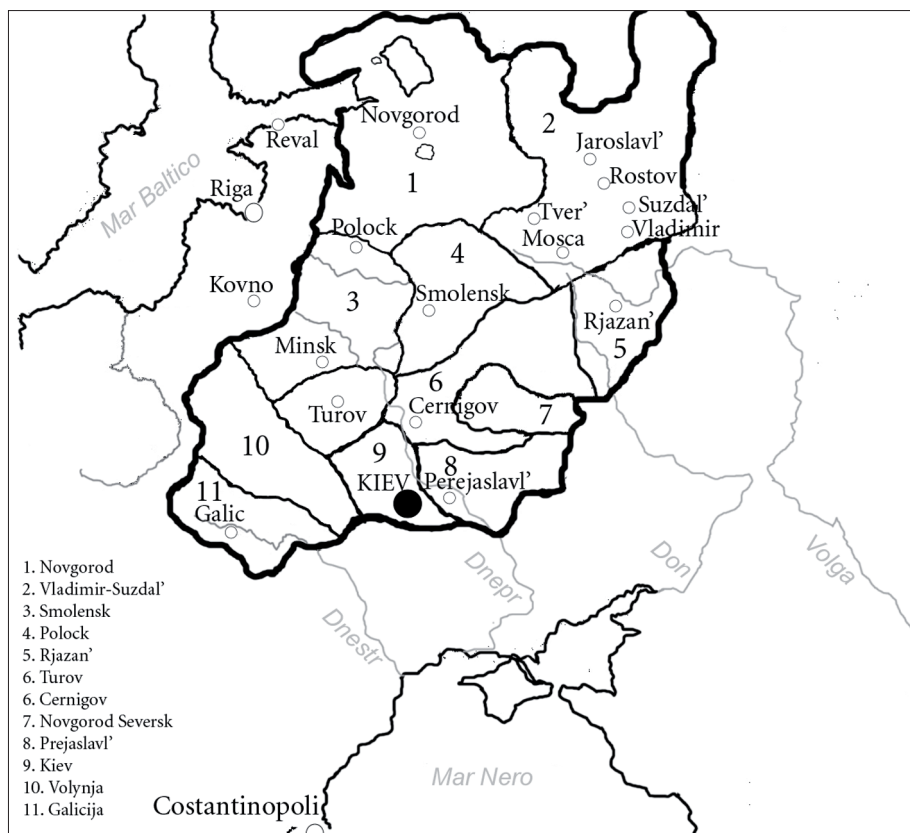 Novgorod
2
Jaroslavl'
Reval
Mar Baltico
1
Rostov
Riga
Tver'
Suzdal'
Polock
Mosca
Vladimir
4
Kovno
3
Smolensk
Rjazan'
5
Minsk
6
Turov
Cernigov
7
10
9
8
KIEV
Perejaslavl'
11
Galic
Dnestr
Dnepr
Don
Volga
1. Novgorod
2. Vladimir-Suzdal'
3. Smolensk
4. Polock
5. Rjazan'
6. Turov
6. Cernigov
7. Novgorod Seversk
8. Prejaslavl'
9. Kiev
10. Volynja
11. Galicija
Mar Nero
Costantinopoli